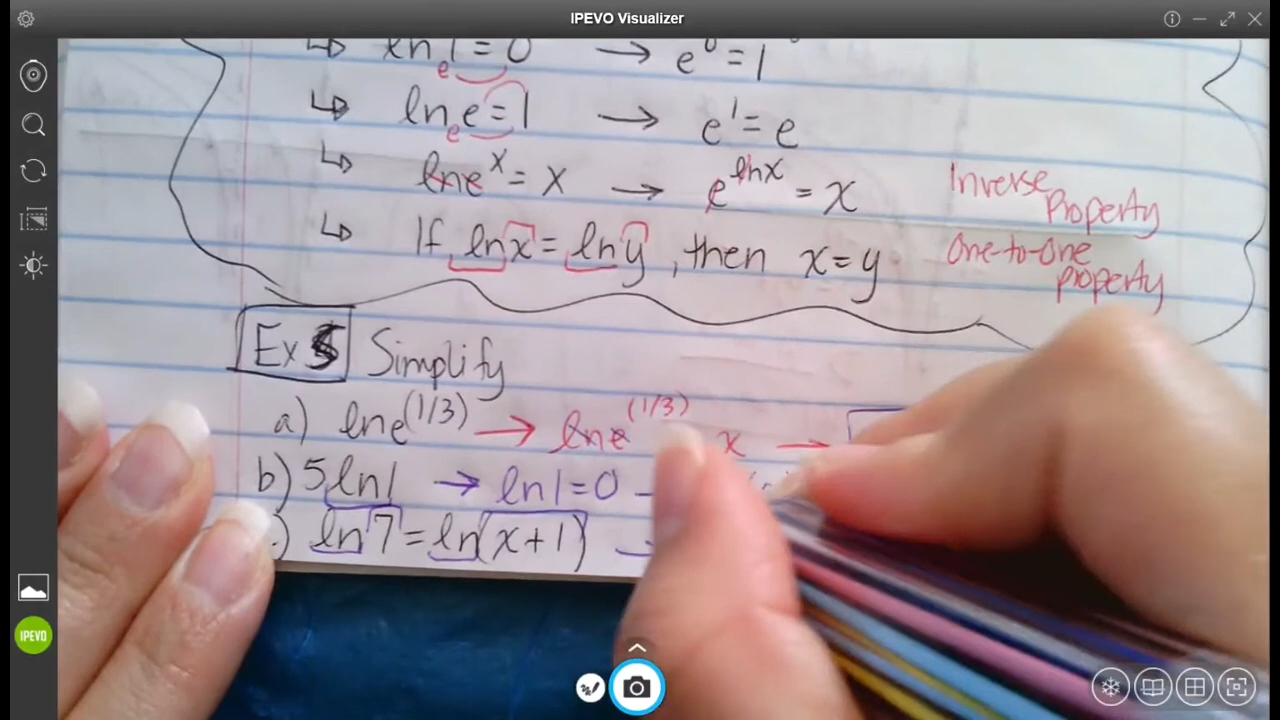 IPEVO Visualizer
↳ ln 1 = 0 → e⁰ = 1
e
↳ ln e = 1 → e¹ = e
e
↳ ln eˣ = x → e^(ln x) = x Inverse Property
↳ If ln x = ln y, then x = y One-to-one property
Ex 5 Simplify
a) ln e^(1/3) → ln e^(1/3) x →
b) 5 ln 1 → ln 1 = 0
) ln 7 = ln (x + 1)
IPEVO